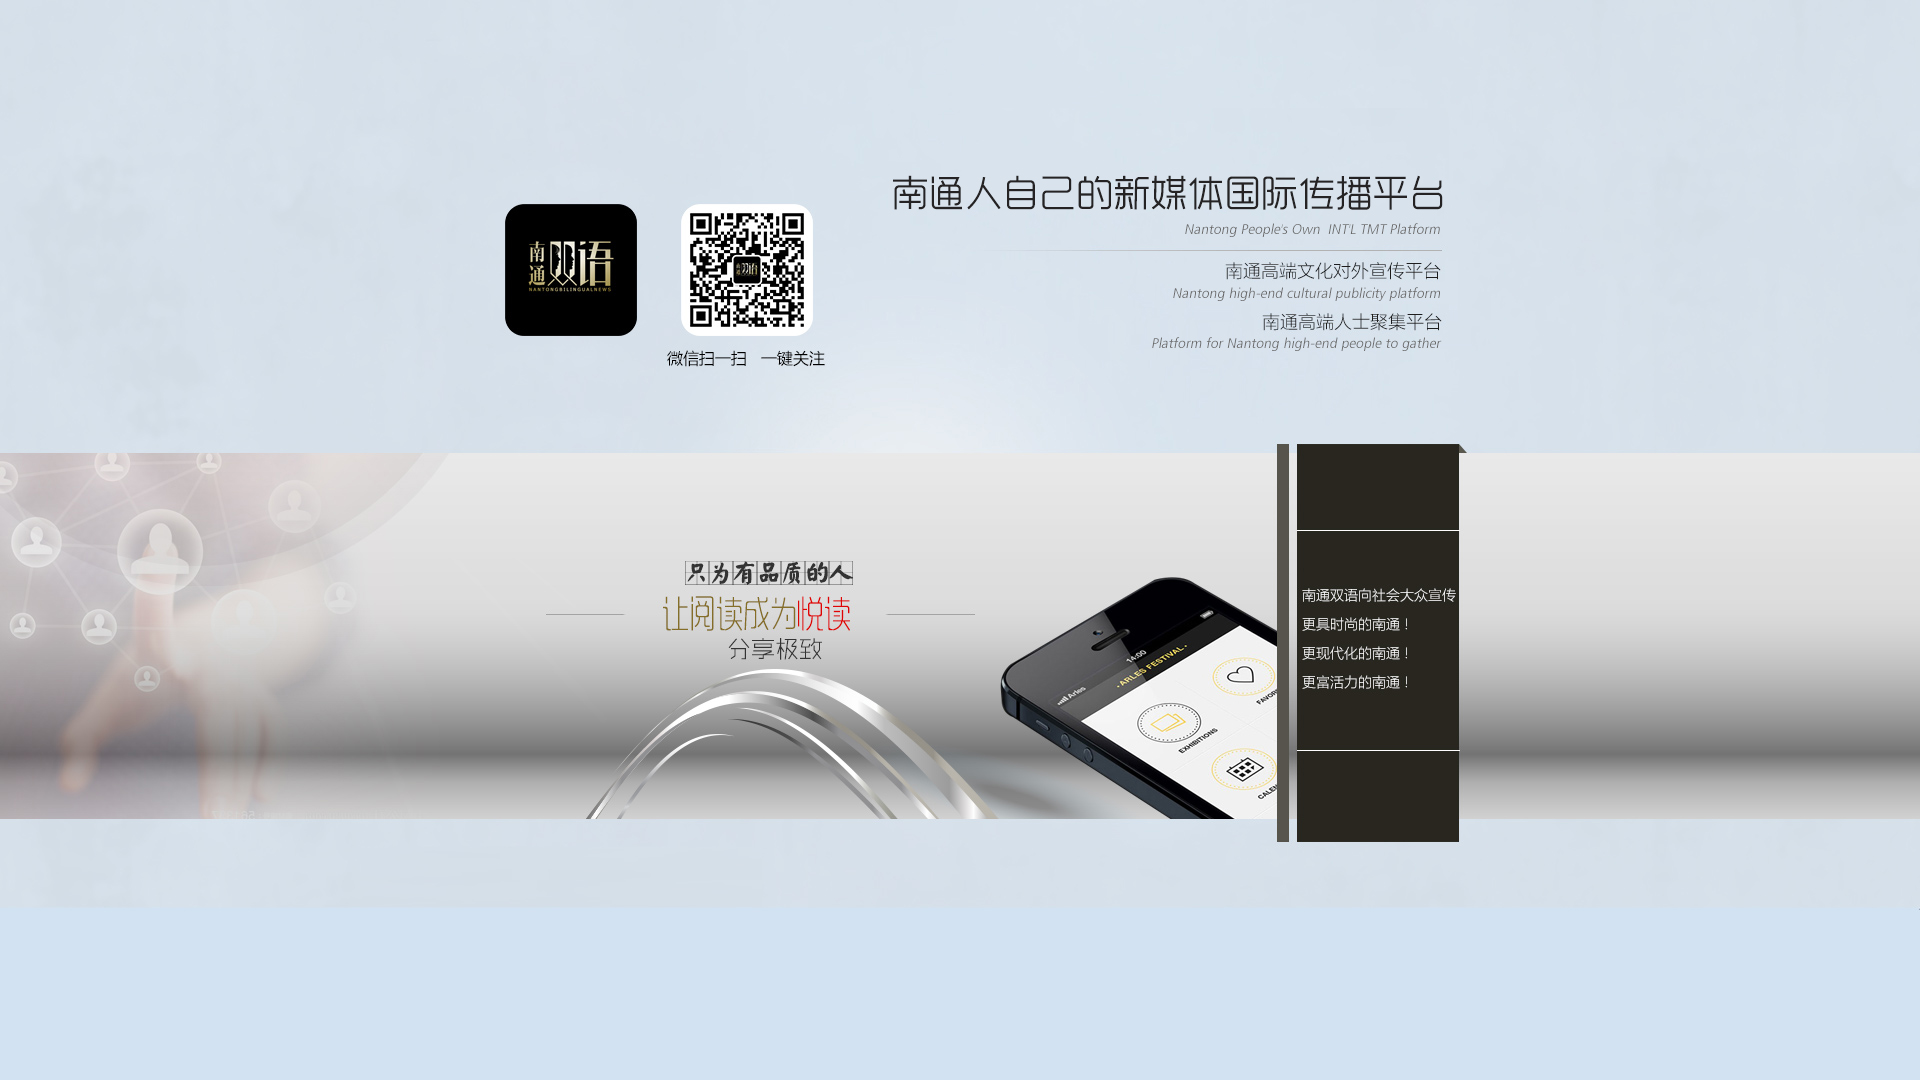 南通人自己的新媒体国际传播平台
Nantong People's Own INT'L TMT Platform
南通高端文化对外宣传平台
Nantong high-end cultural publicity platform
南通高端人士聚集平台
Platform for Nantong high-end people to gather
南通双语
NANTONGBILINGUALNEWS
南通双语
微信扫一扫 一键关注
只为有品质的人
让阅读成为悦读
分享极致
Arles
14:00
·ARLES FESTIVAL·
EXHIBITIONS
南通双语向社会大众宣传
更具时尚的南通！
更现代化的南通！
更富活力的南通！